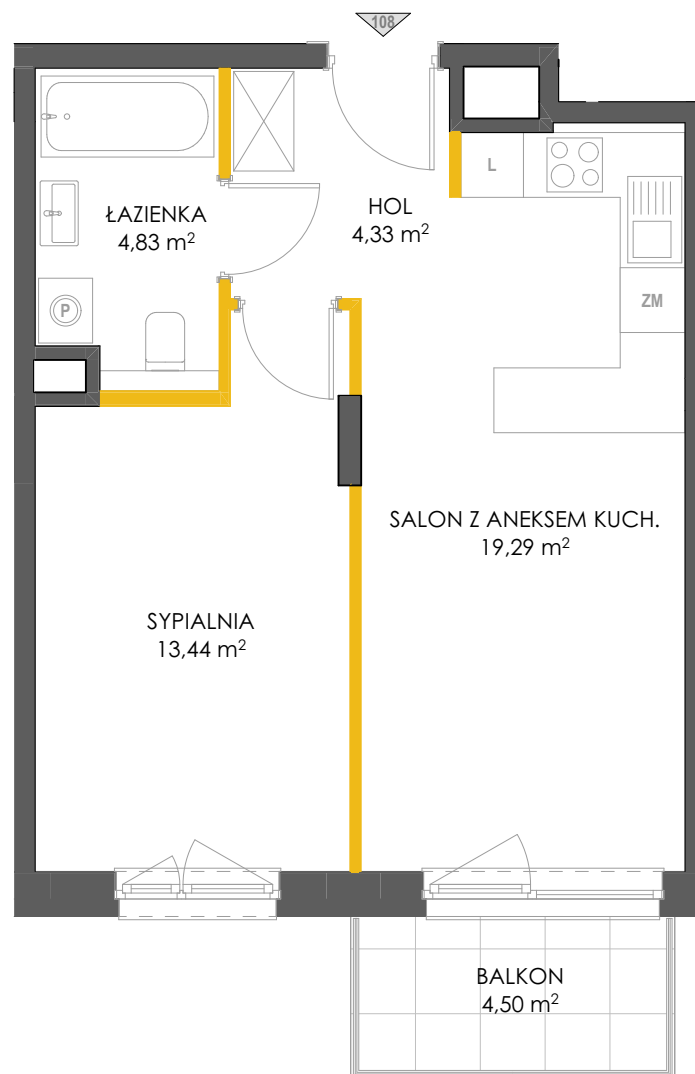 108
ŁAZIENKA
4,83 m²
HOL
4,33 m²
L
ZM
P
SALON Z ANEKSEM KUCH.
19,29 m²
SYPIALNIA
13,44 m²
BALKON
4,50 m²